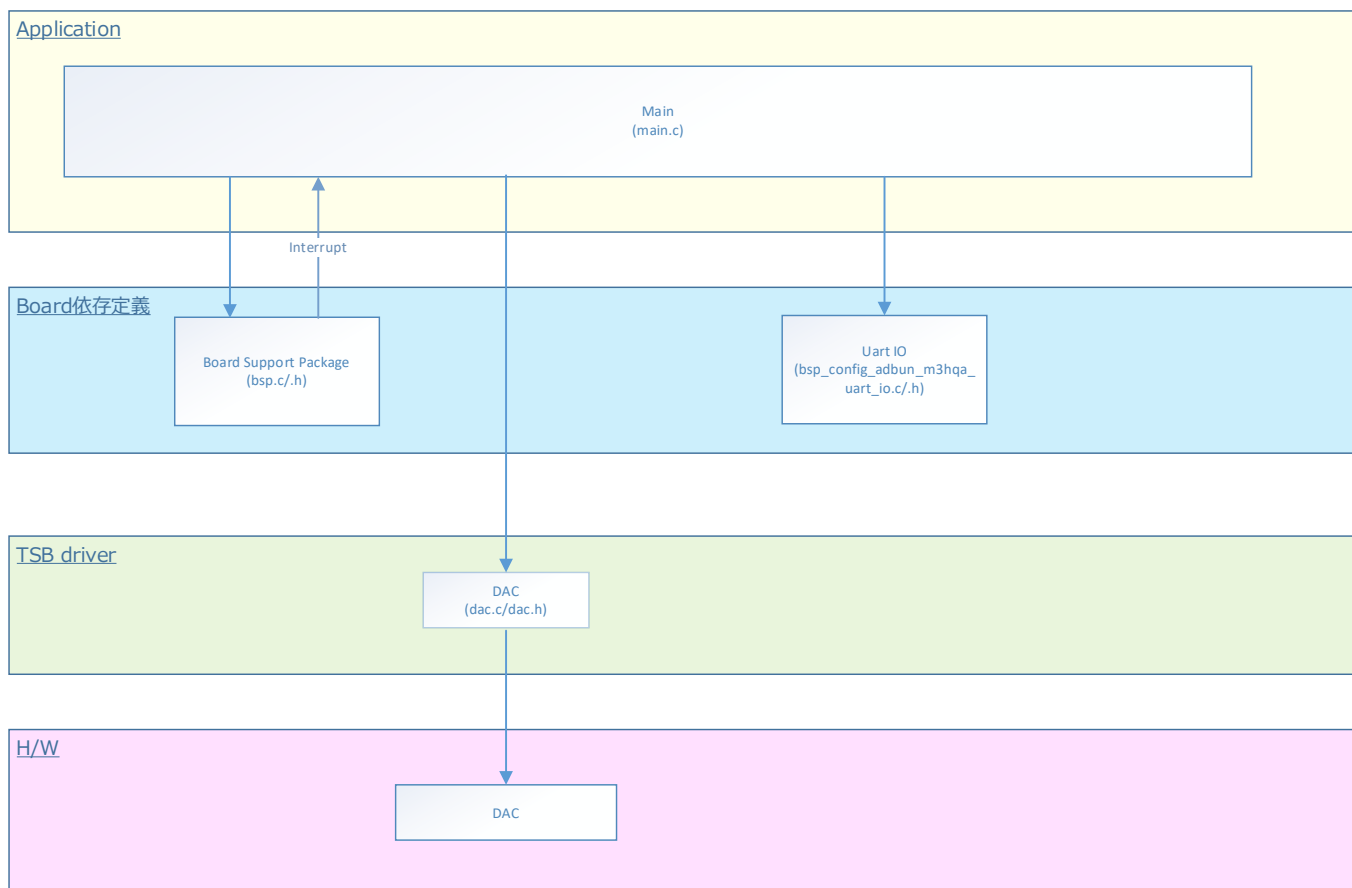 Application
Main
(main.c)
Interrupt
Board依存定義
Board Support Package
(bsp.c/.h)
Uart IO
(bsp_config_adbun_m3hqa_
uart_io.c/.h)
TSB driver
DAC
(dac.c/dac.h)
H/W
DAC